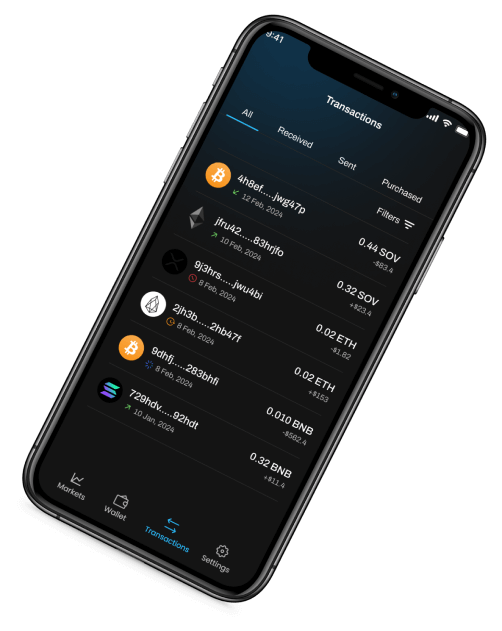 9:41
Transactions
All Received Sent Purchased
Filters
4h8ef.....jwg47p 0.44 SOV
12 Feb, 2024 -$83.4
jfru42.....83hrjfo 0.32 SOV
10 Feb, 2024 +$23.4
9j3hrs.....jwu4bi 0.02 ETH
8 Feb, 2024 -$1.82
2jh3b.....2hb47f 0.02 ETH
8 Feb, 2024 +$153
9dhfj.....283bhfi 0.010 BNB
8 Feb, 2024 -$582.4
729hdv.....92hdt 0.32 BNB
10 Jan, 2024 +$11.4
Markets Wallet Transactions Settings